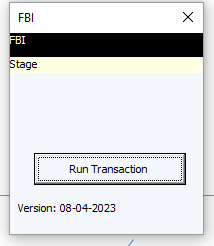 FBI
FBI
Stage
Run Transaction
Version: 08-04-2023